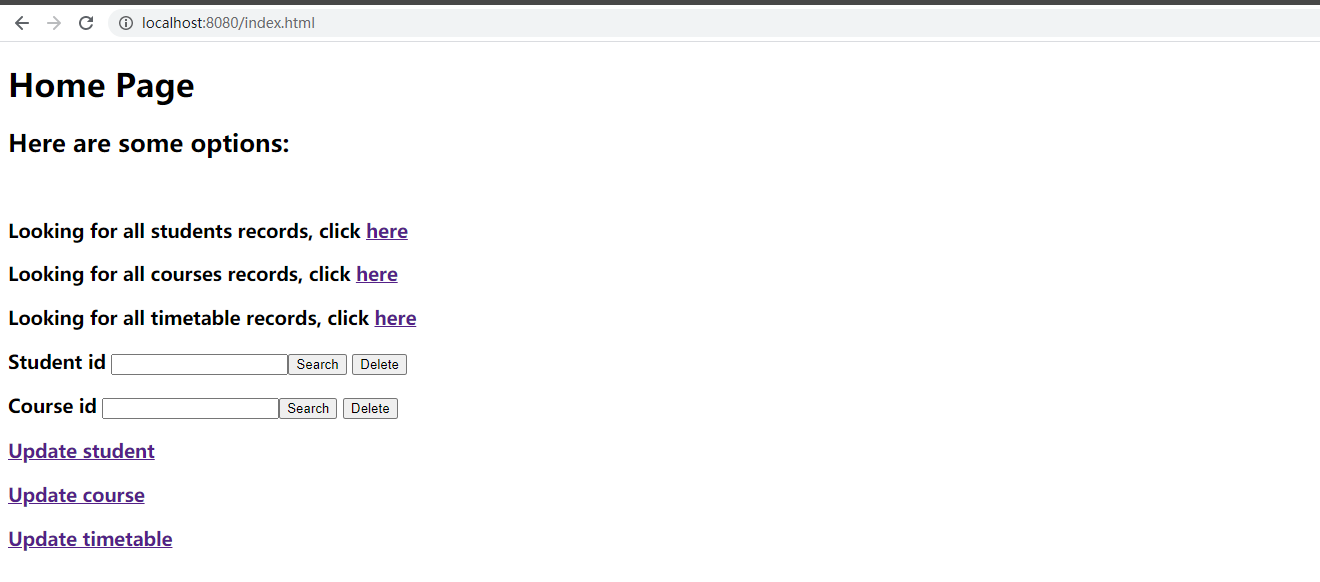 localhost:8080/index.html
Home Page
Here are some options:
Looking for all students records, click here
Looking for all courses records, click here
Looking for all timetable records, click here
Student id Search Delete
Course id Search Delete
Update student
Update course
Update timetable